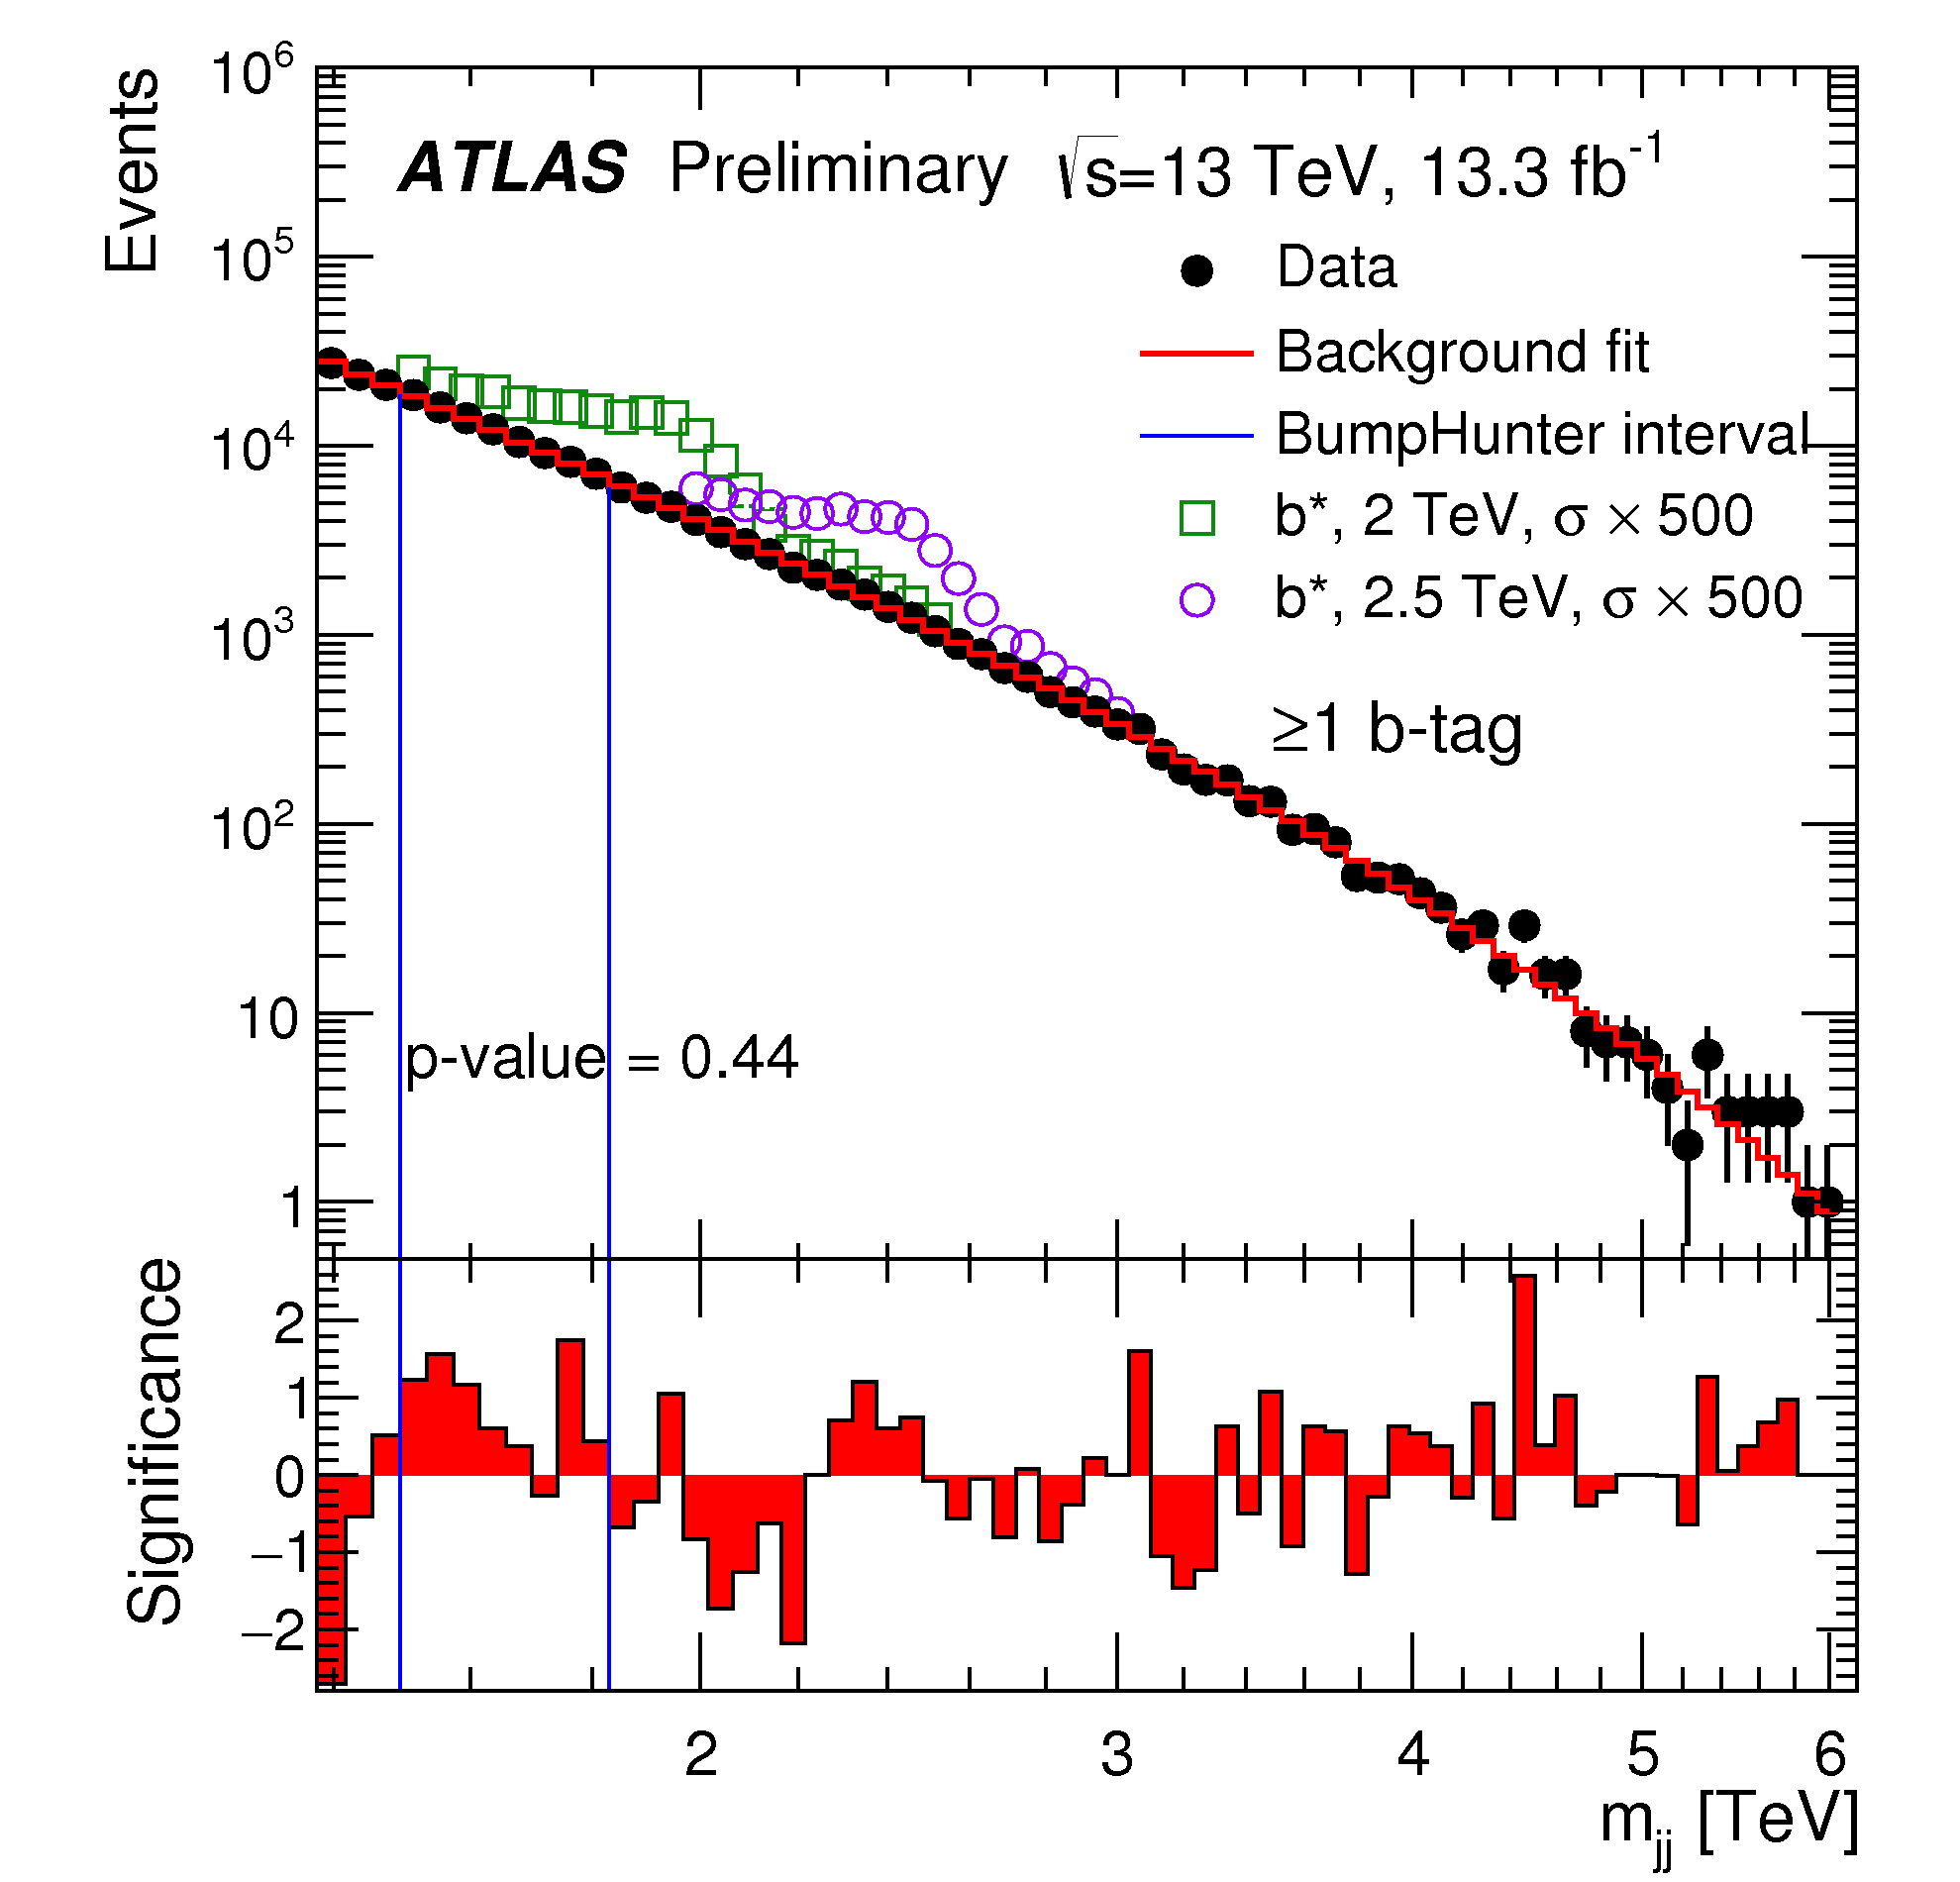 Events
10^6
10^5
10^4
10^3
10^2
10
1
ATLAS Preliminary √s=13 TeV, 13.3 fb^-1
Data
Background fit
BumpHunter interval
b*, 2 TeV, σ × 500
b*, 2.5 TeV, σ × 500
≥1 b-tag
p-value = 0.44
Significance
2
1
0
−1
−2
2 3 4 5 6
m_jj [TeV]